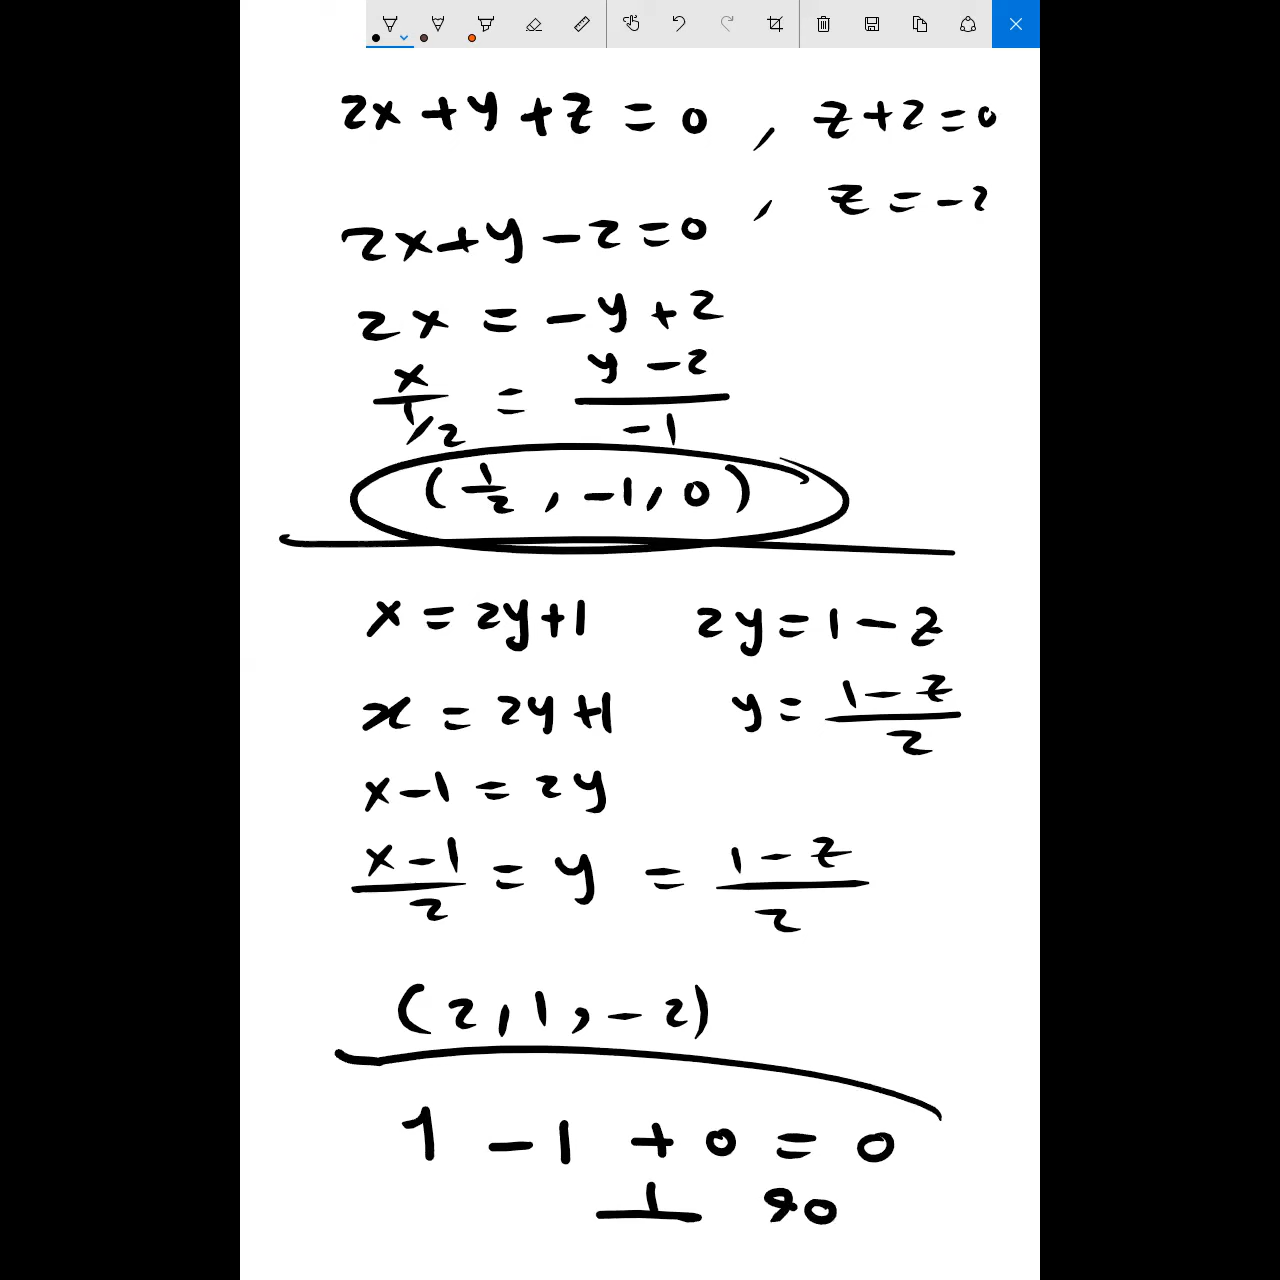 2x + y + z = 0 , z + 2 = 0
2x + y - 2 = 0 , z = -2
2x = -y + 2
x/(1/2) = (y - 2)/(-1)
(1/2, -1, 0)
x = 2y + 1 2y = 1 - z
x = 2y + 1 y = (1 - z)/2
x - 1 = 2y
(x - 1)/2 = y = (1 - z)/2
(2, 1, -2)
1 - 1 + 0 = 0
⊥ 90